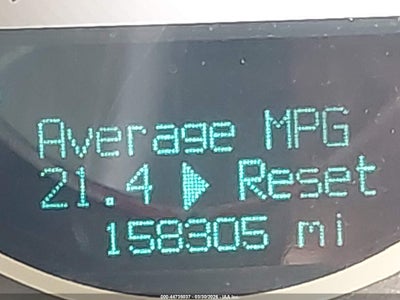 Average MPG
21.4 ▶ Reset
158305 mi